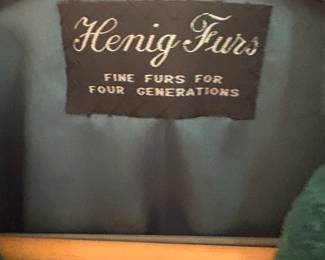 Henig Furs
FINE FURS FOR
FOUR GENERATIONS